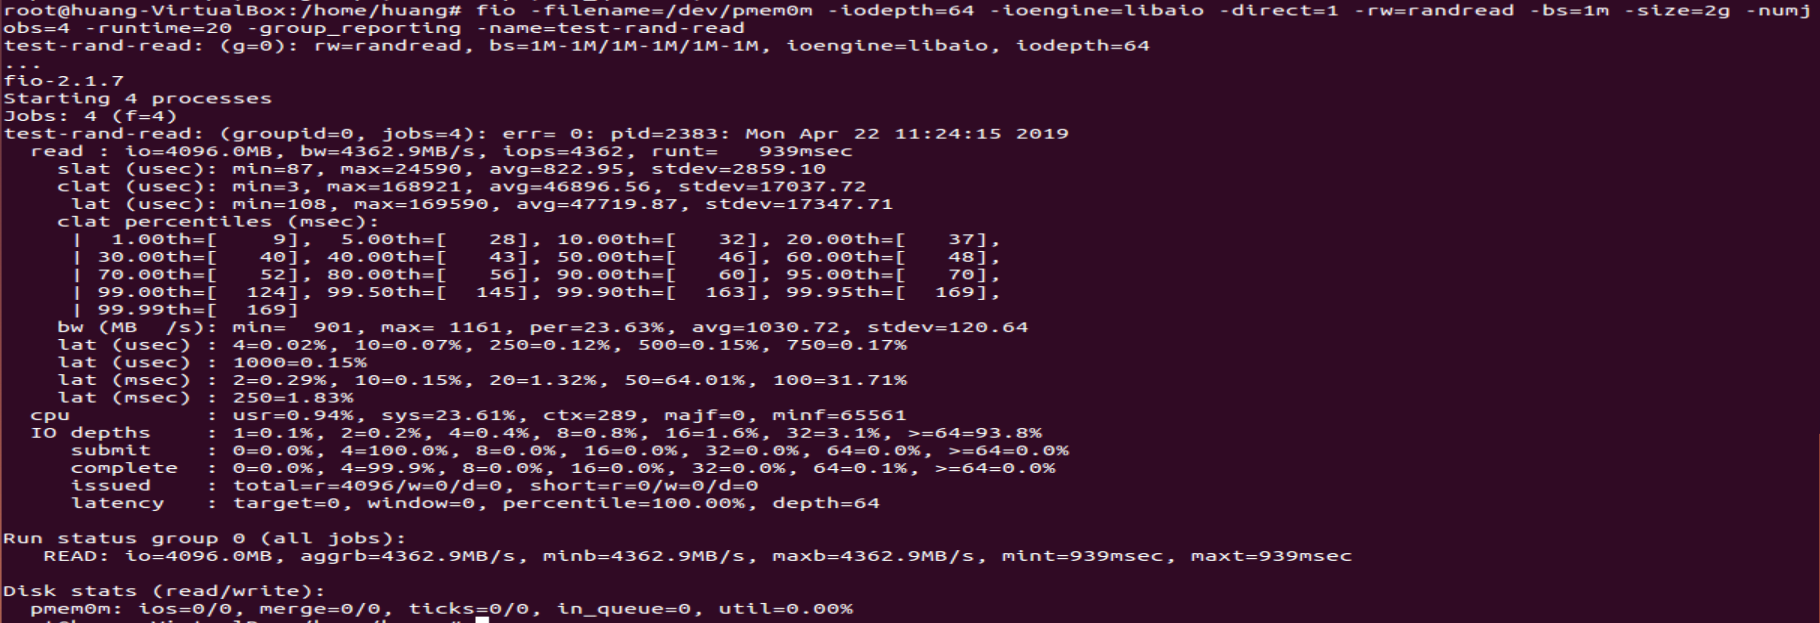 root@huang-VirtualBox:/home/huang# fio -filename=/dev/pmem0m -iodepth=64 -ioengine=libaio -direct=1 -rw=randread -bs=1m -size=2g -numj
obs=4 -runtime=20 -group_reporting -name=test-rand-read
test-rand-read: (g=0): rw=randread, bs=1M-1M/1M-1M/1M-1M, ioengine=libaio, iodepth=64
...
fio-2.1.7
Starting 4 processes
Jobs: 4 (f=4)
test-rand-read: (groupid=0, jobs=4): err= 0: pid=2383: Mon Apr 22 11:24:15 2019
  read : io=4096.0MB, bw=4362.9MB/s, iops=4362, runt=   939msec
    slat (usec): min=87, max=24590, avg=822.95, stdev=2859.10
    clat (usec): min=3, max=168921, avg=46896.56, stdev=17037.72
     lat (usec): min=108, max=169590, avg=47719.87, stdev=17347.71
    clat percentiles (msec):
     |  1.00th=[    9],  5.00th=[   28], 10.00th=[   32], 20.00th=[   37],
     | 30.00th=[   40], 40.00th=[   43], 50.00th=[   46], 60.00th=[   48],
     | 70.00th=[   52], 80.00th=[   56], 90.00th=[   60], 95.00th=[   70],
     | 99.00th=[  124], 99.50th=[  145], 99.90th=[  163], 99.95th=[  169],
     | 99.99th=[  169]
    bw (MB  /s): min=  901, max= 1161, per=23.63%, avg=1030.72, stdev=120.64
    lat (usec) : 4=0.02%, 10=0.07%, 250=0.12%, 500=0.15%, 750=0.17%
    lat (usec) : 1000=0.15%
    lat (msec) : 2=0.29%, 10=0.15%, 20=1.32%, 50=64.01%, 100=31.71%
    lat (msec) : 250=1.83%
  cpu          : usr=0.94%, sys=23.61%, ctx=289, majf=0, minf=65561
  IO depths    : 1=0.1%, 2=0.2%, 4=0.4%, 8=0.8%, 16=1.6%, 32=3.1%, >=64=93.8%
     submit    : 0=0.0%, 4=100.0%, 8=0.0%, 16=0.0%, 32=0.0%, 64=0.0%, >=64=0.0%
     complete  : 0=0.0%, 4=99.9%, 8=0.0%, 16=0.0%, 32=0.0%, 64=0.1%, >=64=0.0%
     issued    : total=r=4096/w=0/d=0, short=r=0/w=0/d=0
     latency   : target=0, window=0, percentile=100.00%, depth=64
Run status group 0 (all jobs):
   READ: io=4096.0MB, aggrb=4362.9MB/s, minb=4362.9MB/s, maxb=4362.9MB/s, mint=939msec, maxt=939msec
Disk stats (read/write):
  pmem0m: ios=0/0, merge=0/0, ticks=0/0, in_queue=0, util=0.00%